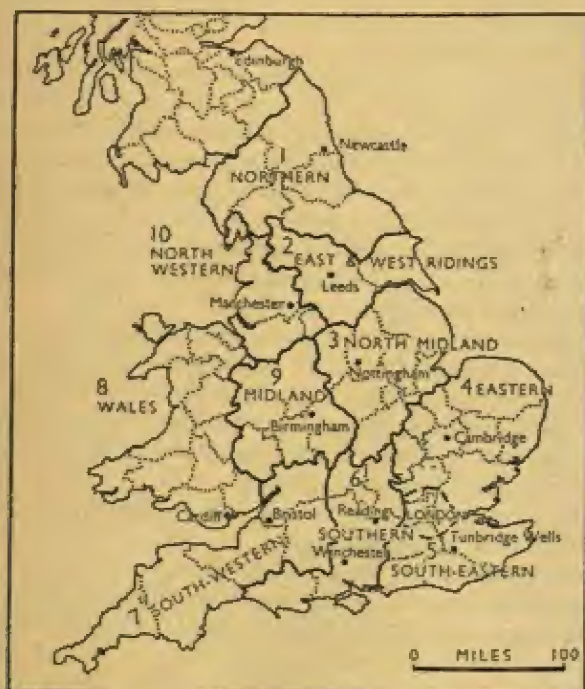 Edinburgh
Newcastle
1
NORTHERN
10
NORTH
WESTERN
2
EAST & WEST RIDINGS
Leeds
Manchester
3 NORTH MIDLAND
Nottingham
9
MIDLAND
Birmingham
4 EASTERN
Cambridge
8
WALES
Cardiff
Bristol
6
Reading
LONDON
SOUTHERN
Winchester
Tunbridge Wells
5
SOUTH-EASTERN
7 SOUTH-WESTERN
0 MILES 100